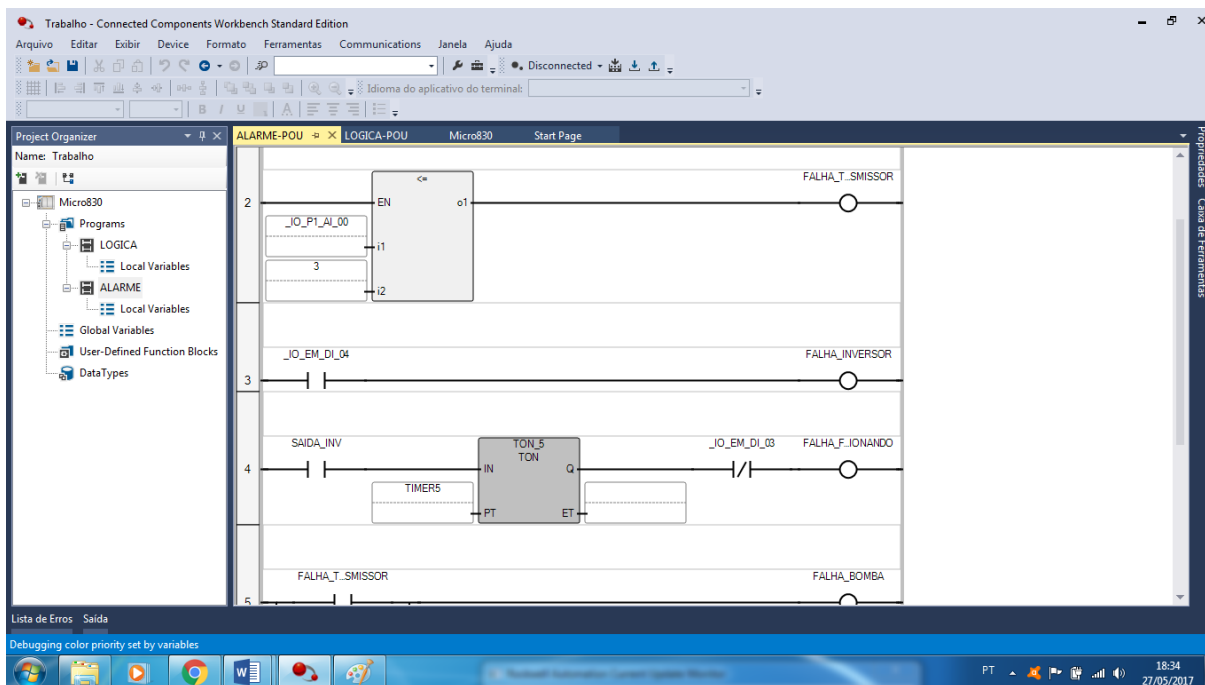 Trabalho - Connected Components Workbench Standard Edition
Arquivo Editar Exibir Device Formato Ferramentas Communications Janela Ajuda
Disconnected
Idioma do aplicativo do terminal:
B I U A
Project Organizer
Name: Trabalho
Micro830
Programs
LOGICA
Local Variables
ALARME
Local Variables
Global Variables
User-Defined Function Blocks
DataTypes
ALARME-POU LOGICA-POU Micro830 Start Page
<= FALHA_T..SMISSOR
2 EN o1
_IO_P1_AI_00
i1
3
i2
_IO_EM_DI_04 FALHA_INVERSOR
3
SAIDA_INV TON_5 _IO_EM_DI_03 FALHA_F..IONANDO
TON
4 IN Q
TIMER5
PT ET
FALHA_T..SMISSOR FALHA_BOMBA
5
Propriedades
Caixa de Ferramentas
Lista de Erros Saída
Debugging color priority set by variables
PT 18:34
27/05/2017